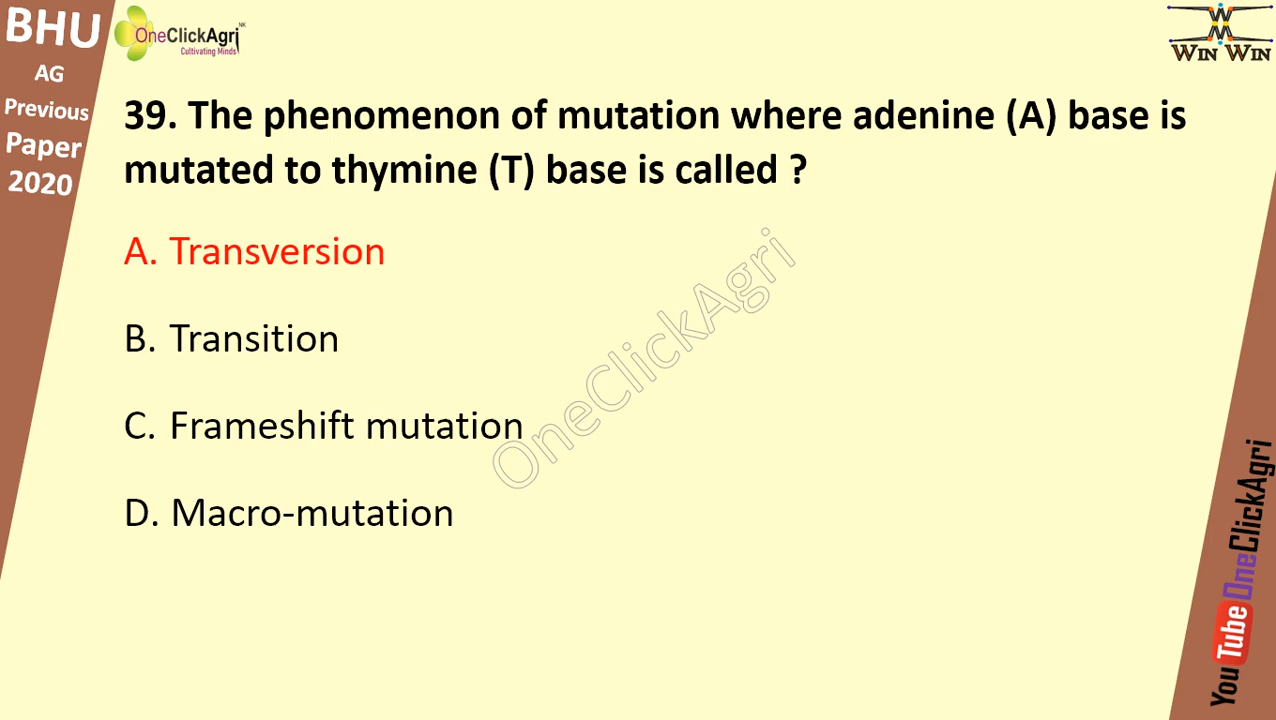 BHU
AG
Previous
Paper
2020
OneClickAgri NK
Cultivating Minds
WIN WIN
39. The phenomenon of mutation where adenine (A) base is
mutated to thymine (T) base is called ?
A. Transversion
B. Transition
C. Frameshift mutation
D. Macro-mutation
OneClickAgri
YouTube OneClickAgri